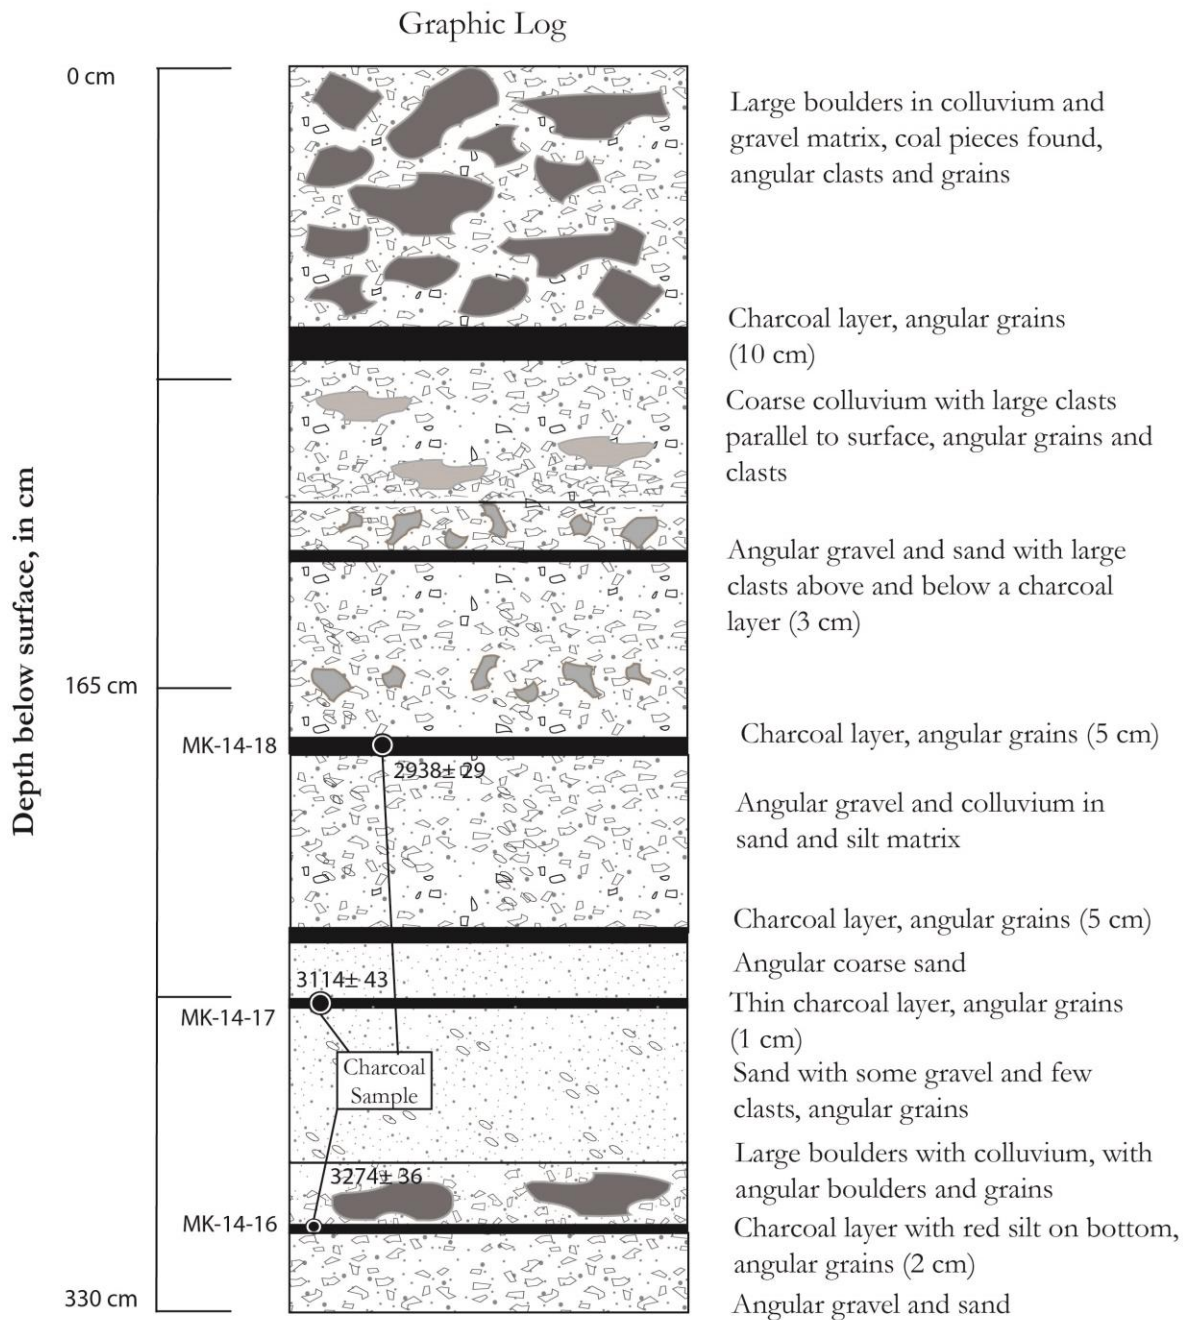 Graphic Log
0 cm
Large boulders in colluvium and
gravel matrix, coal pieces found,
angular clasts and grains
Charcoal layer, angular grains
(10 cm)
Coarse colluvium with large clasts
parallel to surface, angular grains and
clasts
Depth below surface, in cm
Angular gravel and sand with large
clasts above and below a charcoal
layer (3 cm)
165 cm
MK-14-18
Charcoal layer, angular grains (5 cm)
2938± 29
Angular gravel and colluvium in
sand and silt matrix
Charcoal layer, angular grains (5 cm)
Angular coarse sand
3114± 43
MK-14-17
Thin charcoal layer, angular grains
(1 cm)
Charcoal
Sample
Sand with some gravel and few
clasts, angular grains
Large boulders with colluvium, with
angular boulders and grains
3274± 36
MK-14-16
Charcoal layer with red silt on bottom,
angular grains (2 cm)
330 cm
Angular gravel and sand